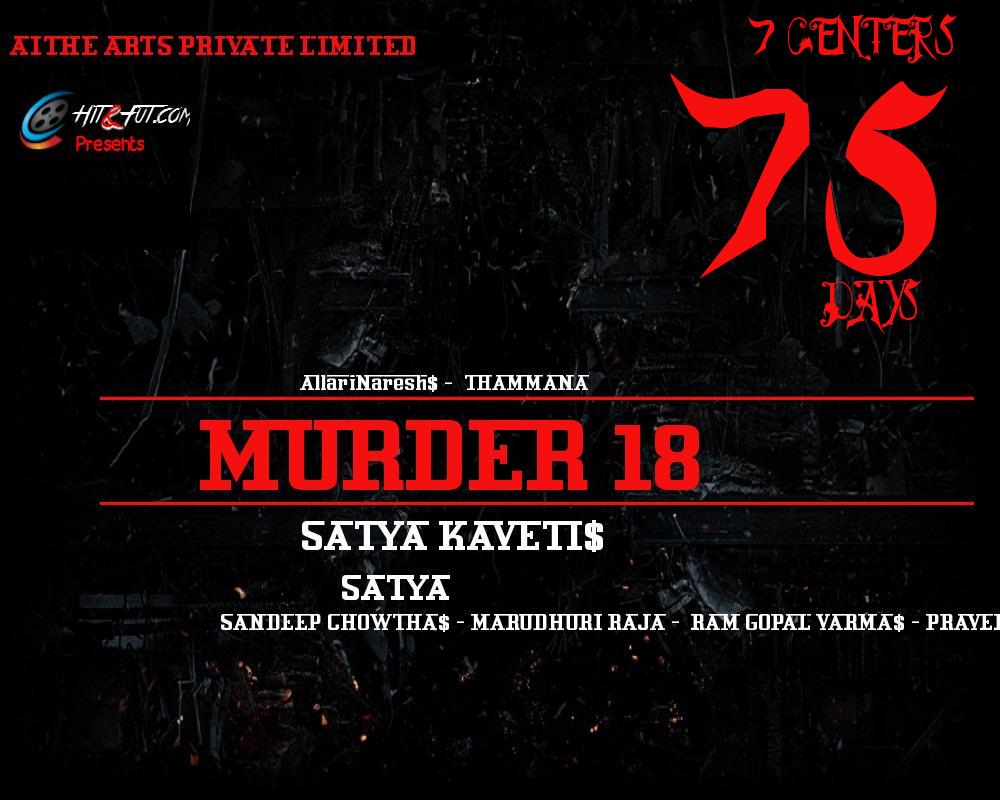 AITHE ARTS PRIVATE LIMITED
7 CENTERS
75
DAYS
HIT&FUT.COM
Presents
AllariNaresh$ - THAMMANA
MURDER 18
SATYA KAVETI$
SATYA
SANDEEP CHOWTHA$ - MARUDHURI RAJA - RAM GOPAL VARMA$ -